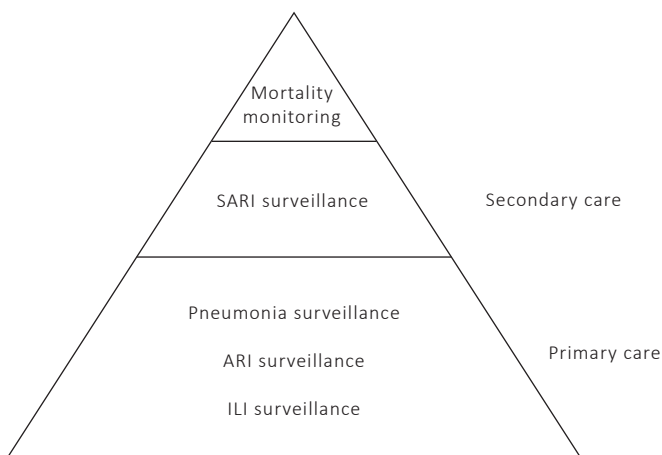 Mortality
monitoring
SARI surveillance
Secondary care
Pneumonia surveillance
Primary care
ARI surveillance
ILI surveillance